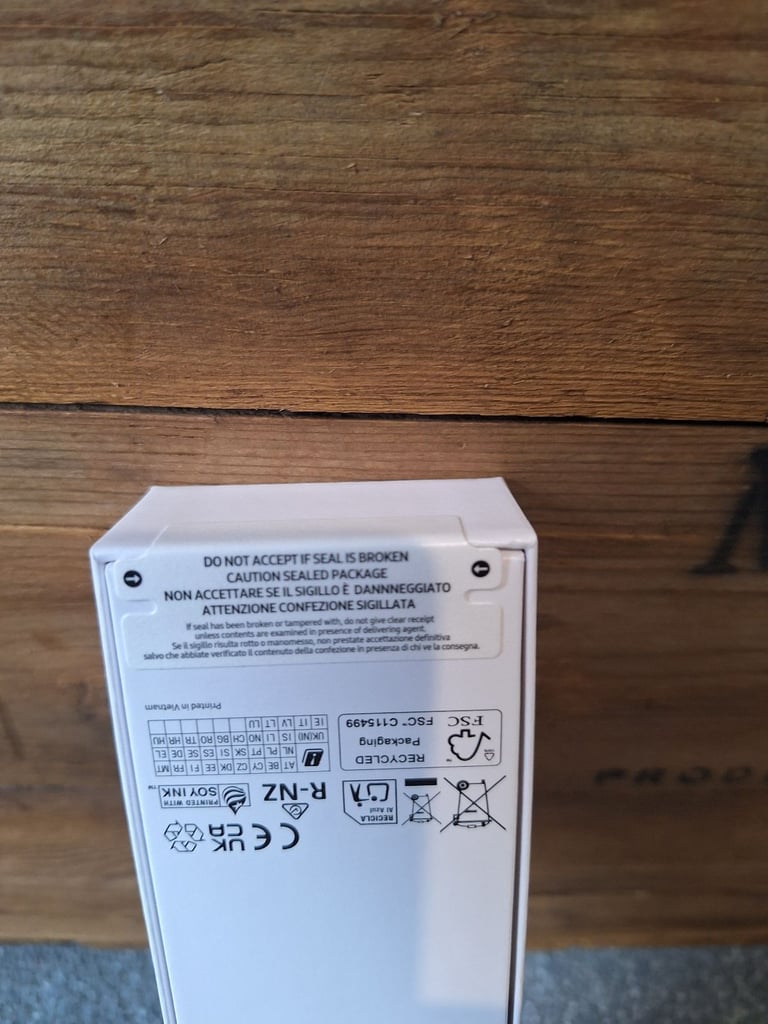 DO NOT ACCEPT IF SEAL IS BROKEN
CAUTION SEALED PACKAGE
NON ACCETTARE SE IL SIGILLO È DANNNEGGIATO
ATTENZIONE CONFEZIONE SIGILLATA
If seal has been broken or tampered with, do not give clear receipt
unless contents are examined in presence of delivering agent.
Se il sigillo risulta rotto o manomesso, non prestate accettazione definitiva
salvo che abbiate verificato il contenuto della confezione in presenza di chi ve la consegna.
CE UK CA
R-NZ
PRINTED WITH
SOY INK™
RECICLA
Al Azul
AT BE CY CZ DK EE FI FR MT
NL PL PT SK SI ES SE DE EL
UK(NI) IS LI NO CH BG RO TR HR HU
IE IT LV LT LU
FSC
RECYCLED
Packaging
FSC™ C115499
Printed in Vietnam
PROD